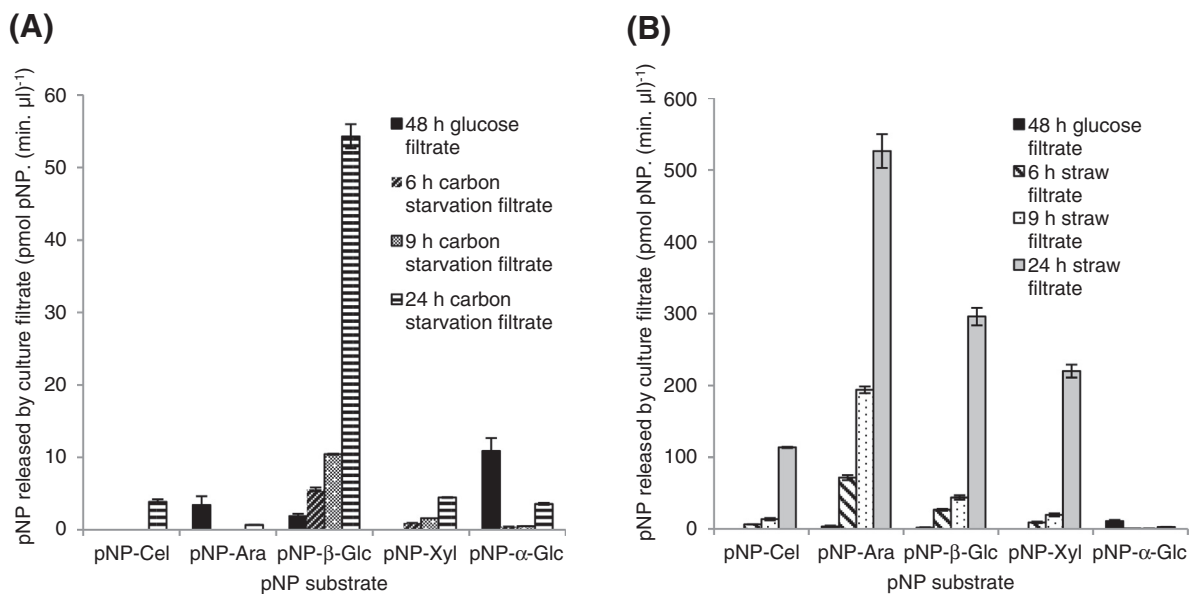 (A)
pNP released by culture filtrate (pmol pNP. (min. µl)⁻¹)
60
50
40
30
20
10
0
48 h glucose
filtrate
6 h carbon
starvation filtrate
9 h carbon
starvation filtrate
24 h carbon
starvation filtrate
pNP-Cel pNP-Ara pNP-β-Glc pNP-Xyl pNP-α-Glc
pNP substrate
(B)
pNP released by culture filtrate (pmol pNP. (min. µl)⁻¹)
600
500
400
300
200
100
0
48 h glucose
filtrate
6 h straw
filtrate
9 h straw
filtrate
24 h straw
filtrate
pNP-Cel pNP-Ara pNP-β-Glc pNP-Xyl pNP-α-Glc
pNP substrate